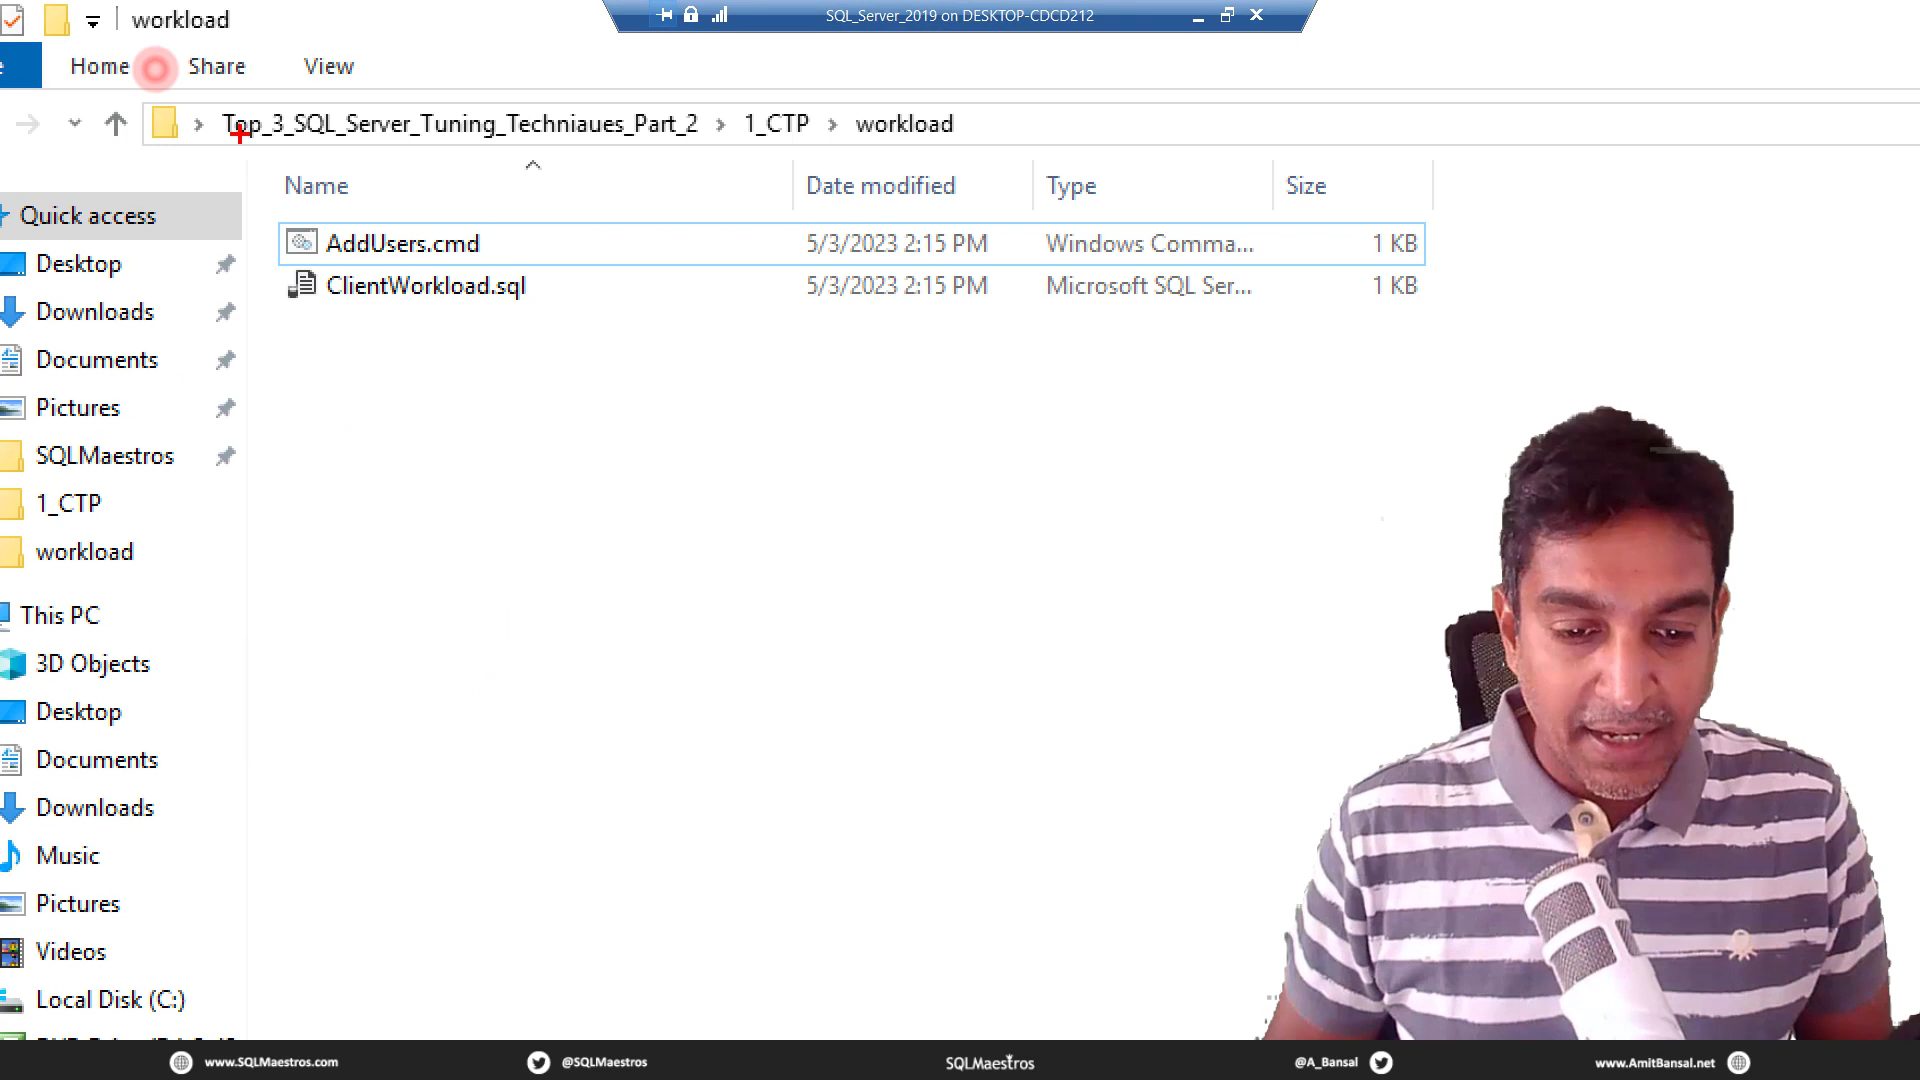 workload
SQL_Server_2019 on DESKTOP-CDCD212
Home Share View
Top_3_SQL_Server_Tuning_Techniaues_Part_2 1_CTP workload
Name Date modified Type Size
Quick access
AddUsers.cmd 5/3/2023 2:15 PM Windows Comma... 1 KB
Desktop
ClientWorkload.sql 5/3/2023 2:15 PM Microsoft SQL Ser... 1 KB
Downloads
Documents
Pictures
SQLMaestros
1_CTP
workload
This PC
3D Objects
Desktop
Documents
Downloads
Music
Pictures
Videos
Local Disk (C:)
www.SQLMaestros.com @SQLMaestros SQLMaestros @A_Bansal www.AmitBansal.net